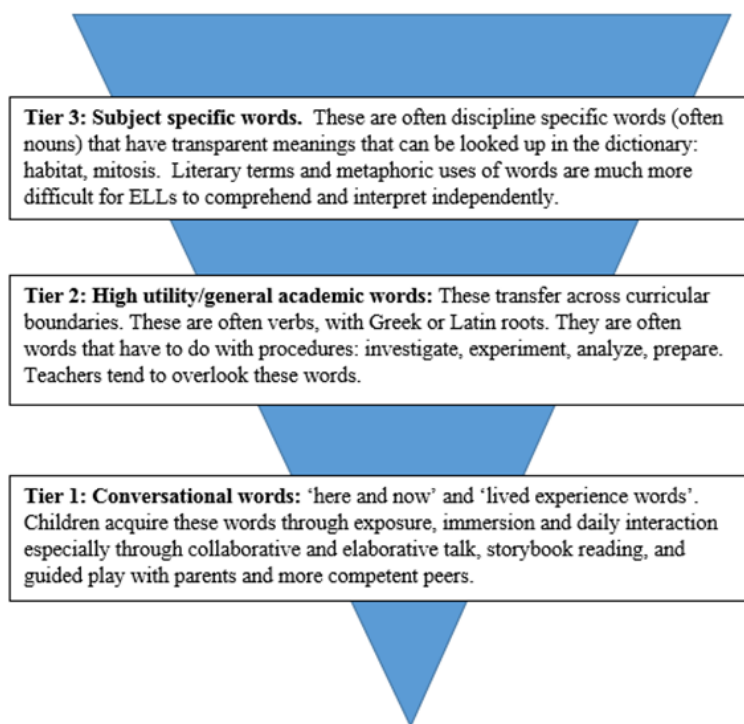 Tier 3: Subject specific words.  These are often discipline specific words (often
nouns) that have transparent meanings that can be looked up in the dictionary:
habitat, mitosis.  Literary terms and metaphoric uses of words are much more
difficult for ELLs to comprehend and interpret independently.
Tier 2: High utility/general academic words: These transfer across curricular
boundaries. These are often verbs, with Greek or Latin roots. They are often
words that have to do with procedures: investigate, experiment, analyze, prepare.
Teachers tend to overlook these words.
Tier 1: Conversational words: ‘here and now’ and ‘lived experience words’.
Children acquire these words through exposure, immersion and daily interaction
especially through collaborative and elaborative talk, storybook reading, and
guided play with parents and more competent peers.